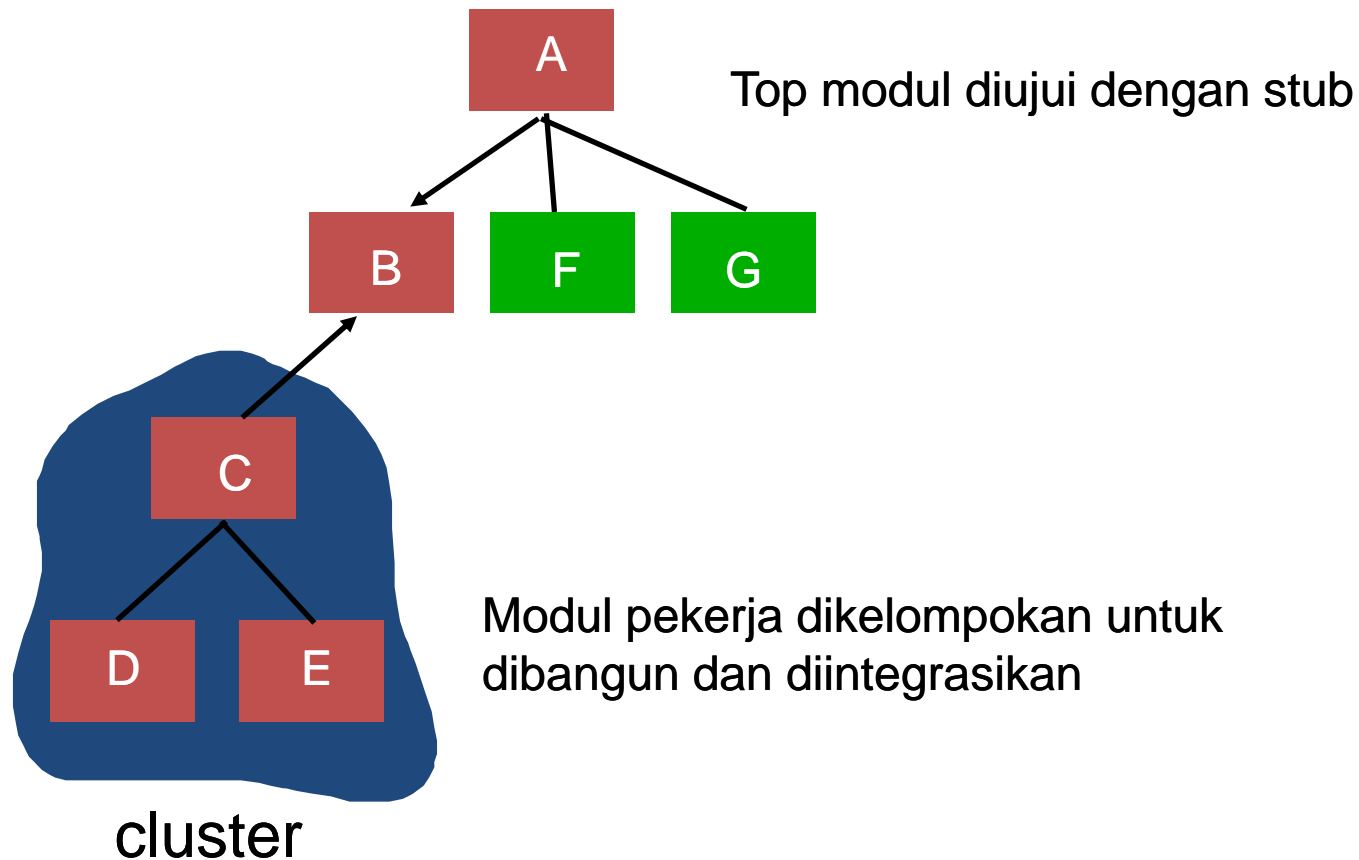 A
Top modul diujui dengan stub
B
F
G
C
Modul pekerja dikelompokan untuk
dibangun dan diintegrasikan
D
E
cluster